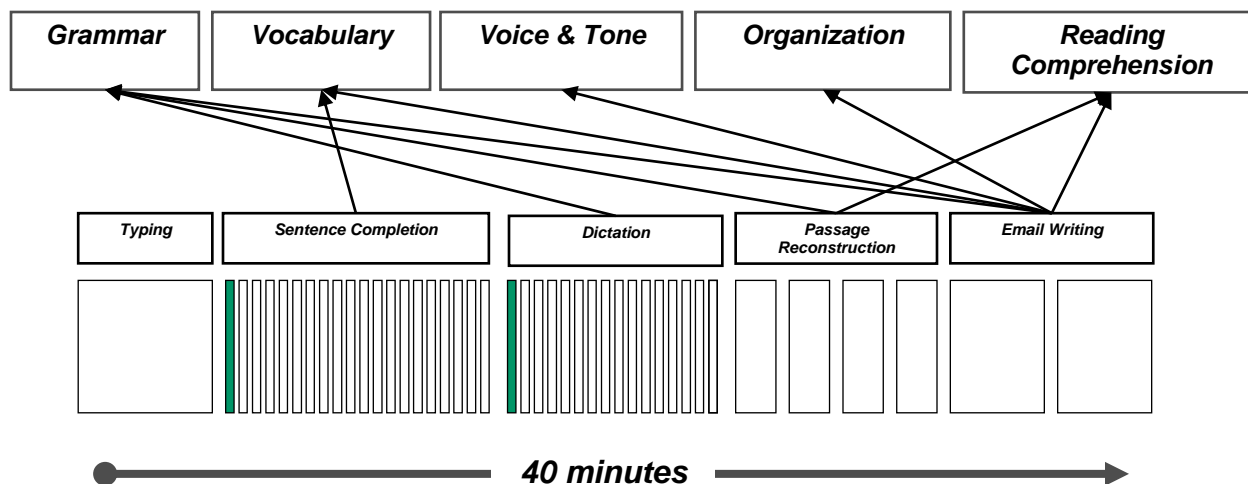 Grammar
Vocabulary
Voice & Tone
Organization
Reading
Comprehension
Typing
Sentence Completion
Dictation
Passage
Reconstruction
Email Writing
40 minutes